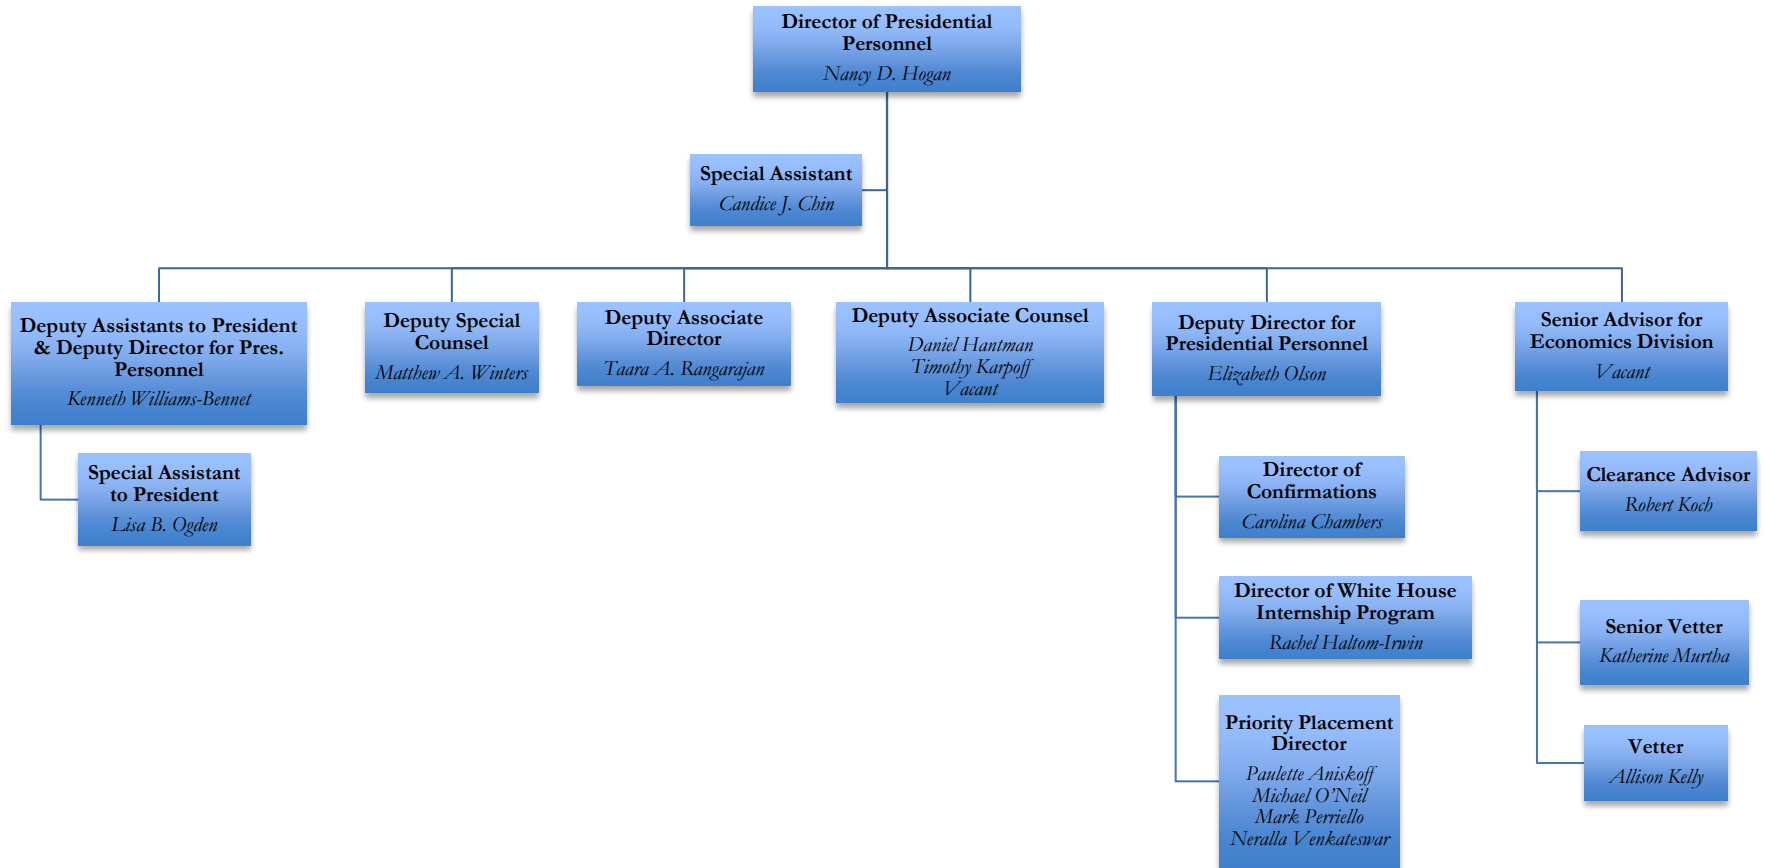 Director of Presidential
Personnel
Nancy D. Hogan
Special Assistant
Candice J. Chin
Deputy Assistants to President
& Deputy Director for Pres.
Personnel
Kenneth Williams-Bennet
Deputy Special
Counsel
Matthew A. Winters
Deputy Associate
Director
Taara A. Rangarajan
Deputy Associate Counsel
Daniel Hantman
Timothy Karpoff
Vacant
Deputy Director for
Presidential Personnel
Elizabeth Olson
Senior Advisor for
Economics Division
Vacant
Special Assistant
to President
Lisa B. Ogden
Director of
Confirmations
Carolina Chambers
Director of White House
Internship Program
Rachel Haltom-Irwin
Priority Placement
Director
Paulette Aniskoff
Michael O’Neil
Mark Perriello
Neralla Venkateswar
Clearance Advisor
Robert Koch
Senior Vetter
Katherine Murtha
Vetter
Allison Kelly